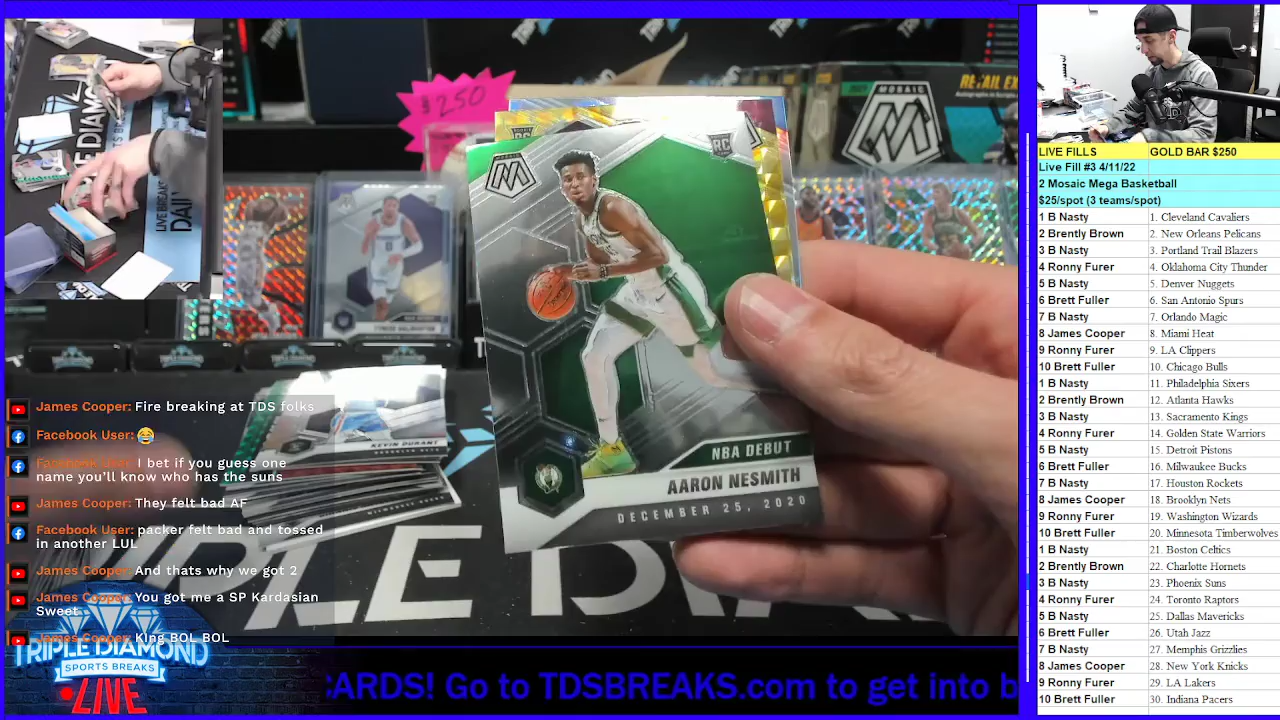 $250
MOSAIC
RETAIL EX
RC
NBA DEBUT
AARON NESMITH
DECEMBER 25, 2020
KEVIN DURANT
James Cooper: Fire breaking at TDS folks
Facebook User: 😂
Facebook User: I bet if you guess one
name you'll know who has the suns
James Cooper: They felt bad AF
Facebook User: packer felt bad and tossed
in another LUL
James Cooper: And thats why we got 2
James Cooper: You got me a SP Kardasian
Sweet
James Cooper: King BOL BOL
TRIPLE DIAMOND
SPORTS BREAKS
LIVE
CARDS! Go to TDSBREAKS.com to
LIVE FILLS GOLD BAR $250
Live Fill #3 4/11/22
2 Mosaic Mega Basketball
$25/spot (3 teams/spot)
1 B Nasty 1. Cleveland Cavaliers
2 Brently Brown 2. New Orleans Pelicans
3 B Nasty 3. Portland Trail Blazers
4 Ronny Furer 4. Oklahoma City Thunder
5 B Nasty 5. Denver Nuggets
6 Brett Fuller 6. San Antonio Spurs
7 B Nasty 7. Orlando Magic
8 James Cooper 8. Miami Heat
9 Ronny Furer 9. LA Clippers
10 Brett Fuller 10. Chicago Bulls
1 B Nasty 11. Philadelphia Sixers
2 Brently Brown 12. Atlanta Hawks
3 B Nasty 13. Sacramento Kings
4 Ronny Furer 14. Golden State Warriors
5 B Nasty 15. Detroit Pistons
6 Brett Fuller 16. Milwaukee Bucks
7 B Nasty 17. Houston Rockets
8 James Cooper 18. Brooklyn Nets
9 Ronny Furer 19. Washington Wizards
10 Brett Fuller 20. Minnesota Timberwolves
1 B Nasty 21. Boston Celtics
2 Brently Brown 22. Charlotte Hornets
3 B Nasty 23. Phoenix Suns
4 Ronny Furer 24. Toronto Raptors
5 B Nasty 25. Dallas Mavericks
6 Brett Fuller 26. Utah Jazz
7 B Nasty 27. Memphis Grizzlies
8 James Cooper 28. New York Knicks
9 Ronny Furer 29. LA Lakers
10 Brett Fuller 30. Indiana Pacers